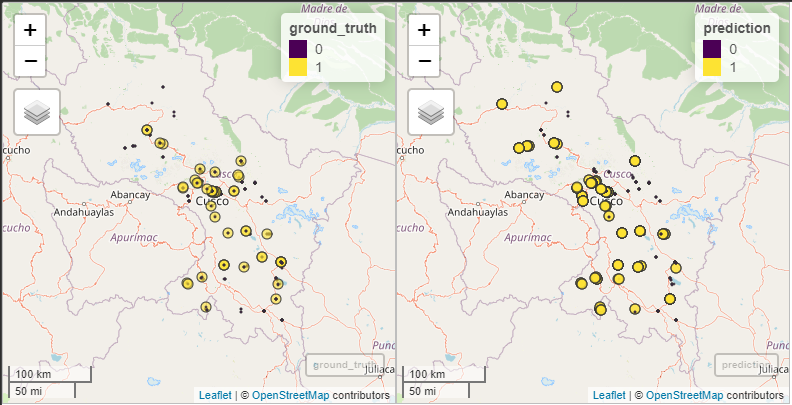 +
−
Madre de
ground_truth
0
1
cucho
Cusco
Abancay
Andahuaylas
Cusco
Apurímac
cucho
Puno
ground_truth
Juliaca
100 km
50 mi
Leaflet | © OpenStreetMap contributors
+
−
Madre de
prediction
0
1
cucho
Abancay
Andahuaylas
Cusco
Apurímac
cucho
prediction
Juliaca
100 km
50 mi
Leaflet | © OpenStreetMap contributors